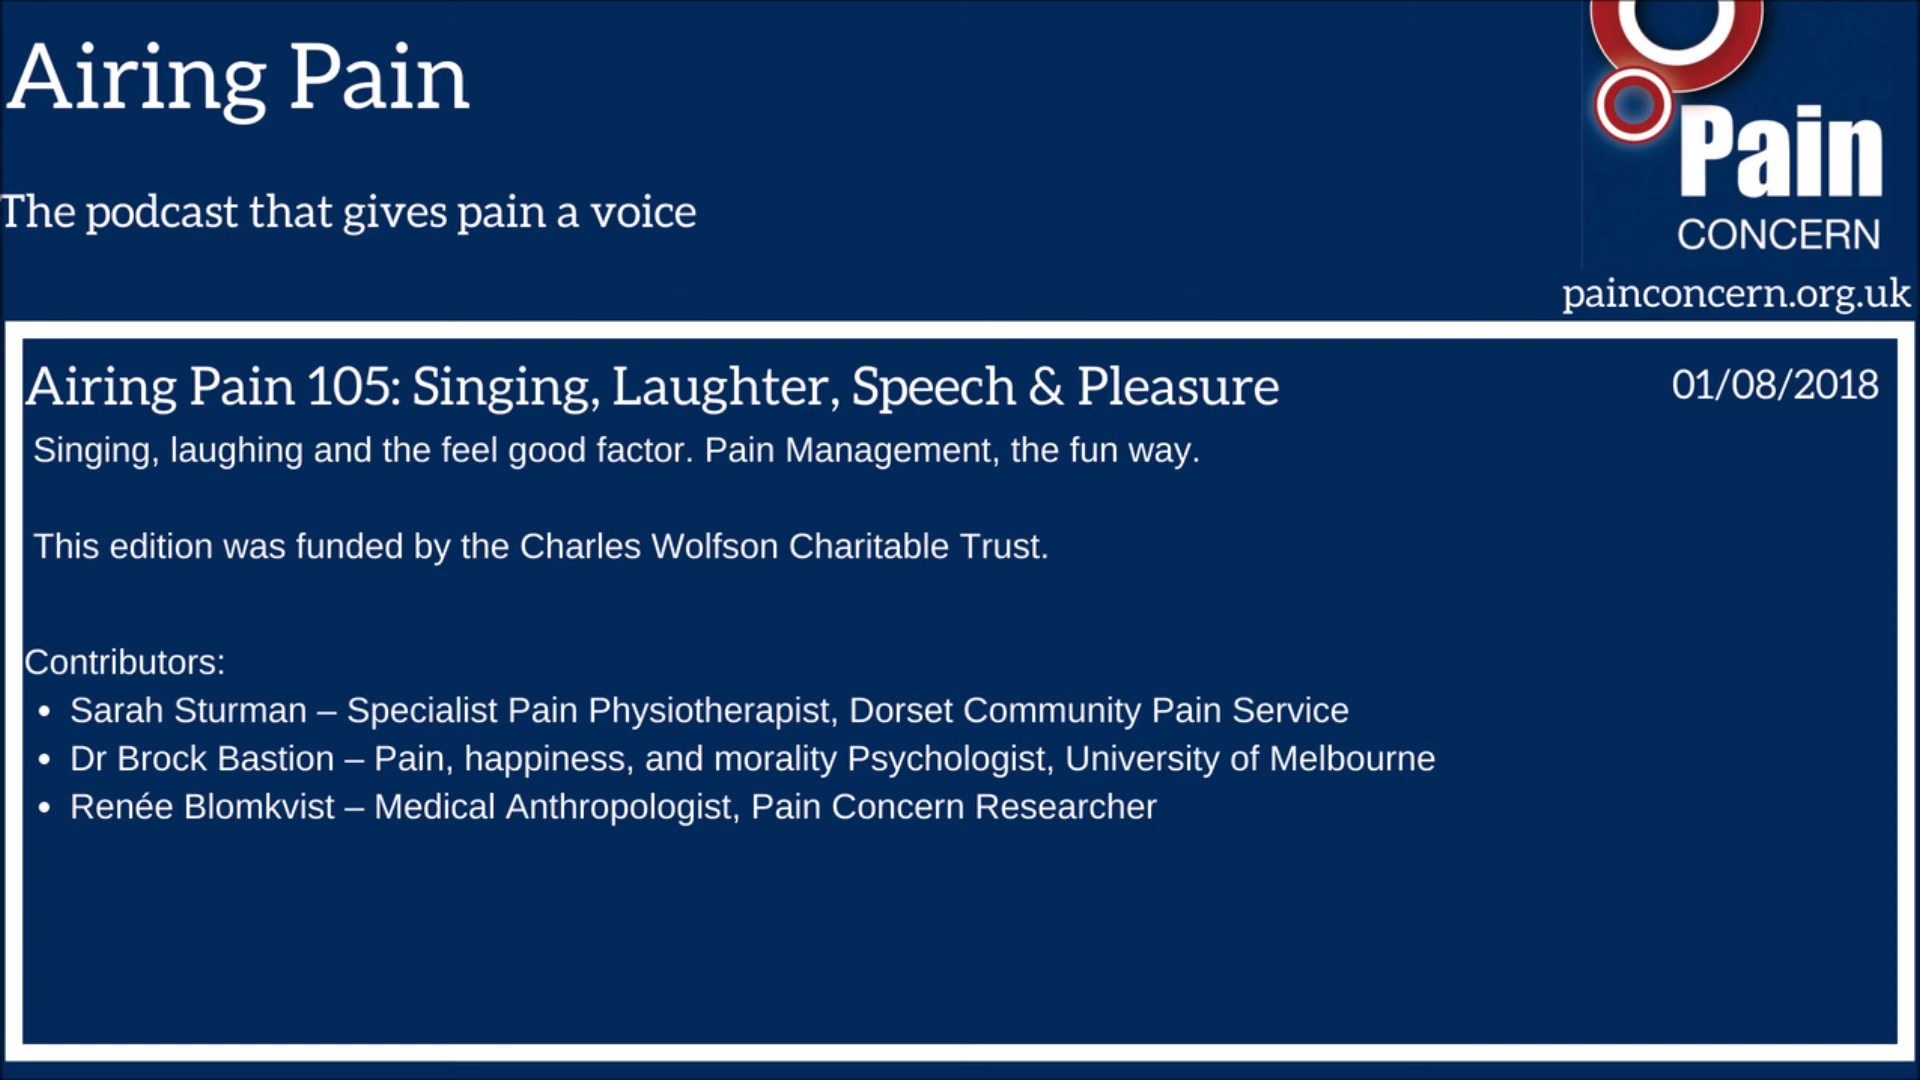 Airing Pain
The podcast that gives pain a voice
Pain
CONCERN
painconcern.org.uk
Airing Pain 105: Singing, Laughter, Speech & Pleasure
01/08/2018
Singing, laughing and the feel good factor. Pain Management, the fun way.
This edition was funded by the Charles Wolfson Charitable Trust.
Contributors:
• Sarah Sturman – Specialist Pain Physiotherapist, Dorset Community Pain Service
• Dr Brock Bastion – Pain, happiness, and morality Psychologist, University of Melbourne
• Renée Blomkvist – Medical Anthropologist, Pain Concern Researcher